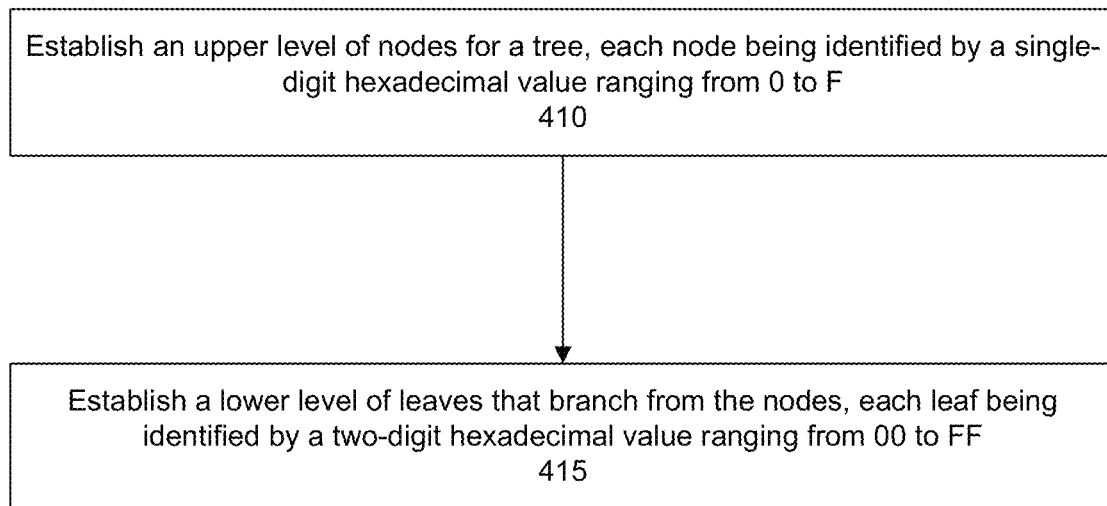 Establish an upper level of nodes for a tree, each node being identified by a single-
digit hexadecimal value ranging from 0 to F
410
Establish a lower level of leaves that branch from the nodes, each leaf being
identified by a two-digit hexadecimal value ranging from 00 to FF
415